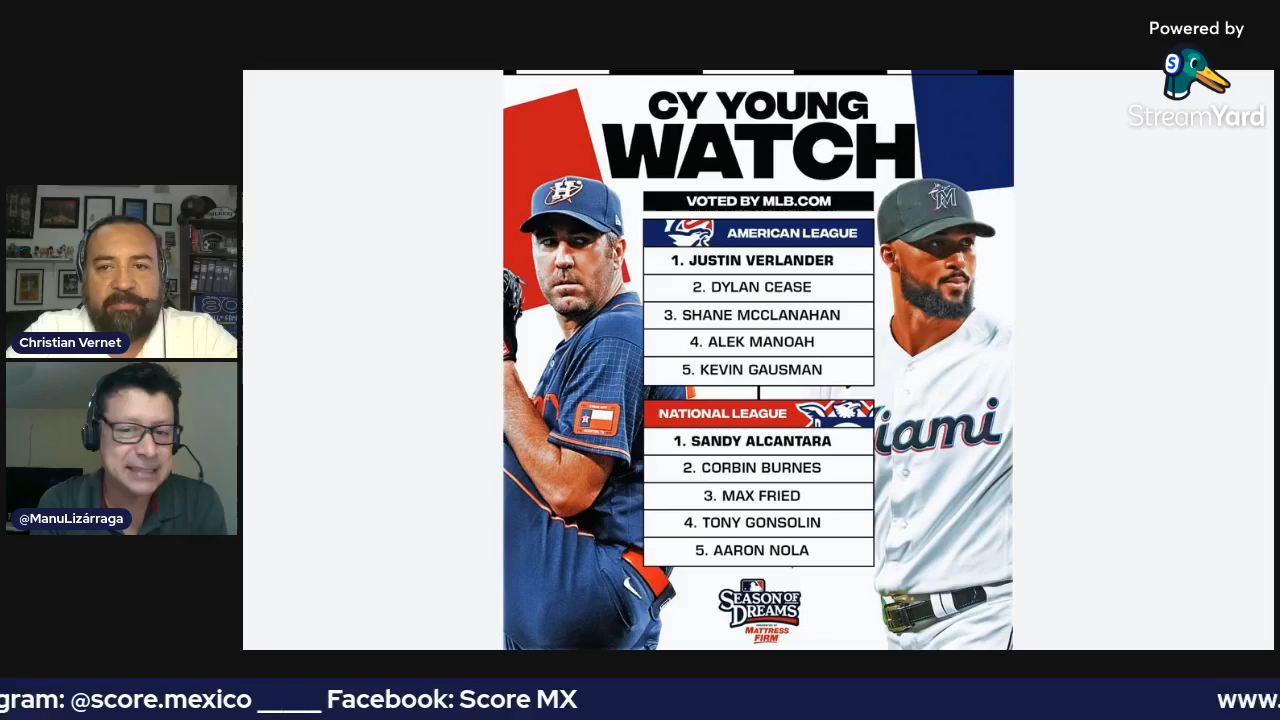 Powered by
S
StreamYard
CY YOUNG
WATCH
VOTED BY MLB.COM
AMERICAN LEAGUE
1. JUSTIN VERLANDER
2. DYLAN CEASE
3. SHANE MCCLANAHAN
4. ALEK MANOAH
5. KEVIN GAUSMAN
NATIONAL LEAGUE
1. SANDY ALCANTARA
2. CORBIN BURNES
3. MAX FRIED
4. TONY GONSOLIN
5. AARON NOLA
SEASON OF
DREAMS
PRESENTED BY
MATTRESS
FIRM
H
M
iami
Christian Vernet
@ManuLizárraga
gram: @score.mexico _____ Facebook: Score MX
www.